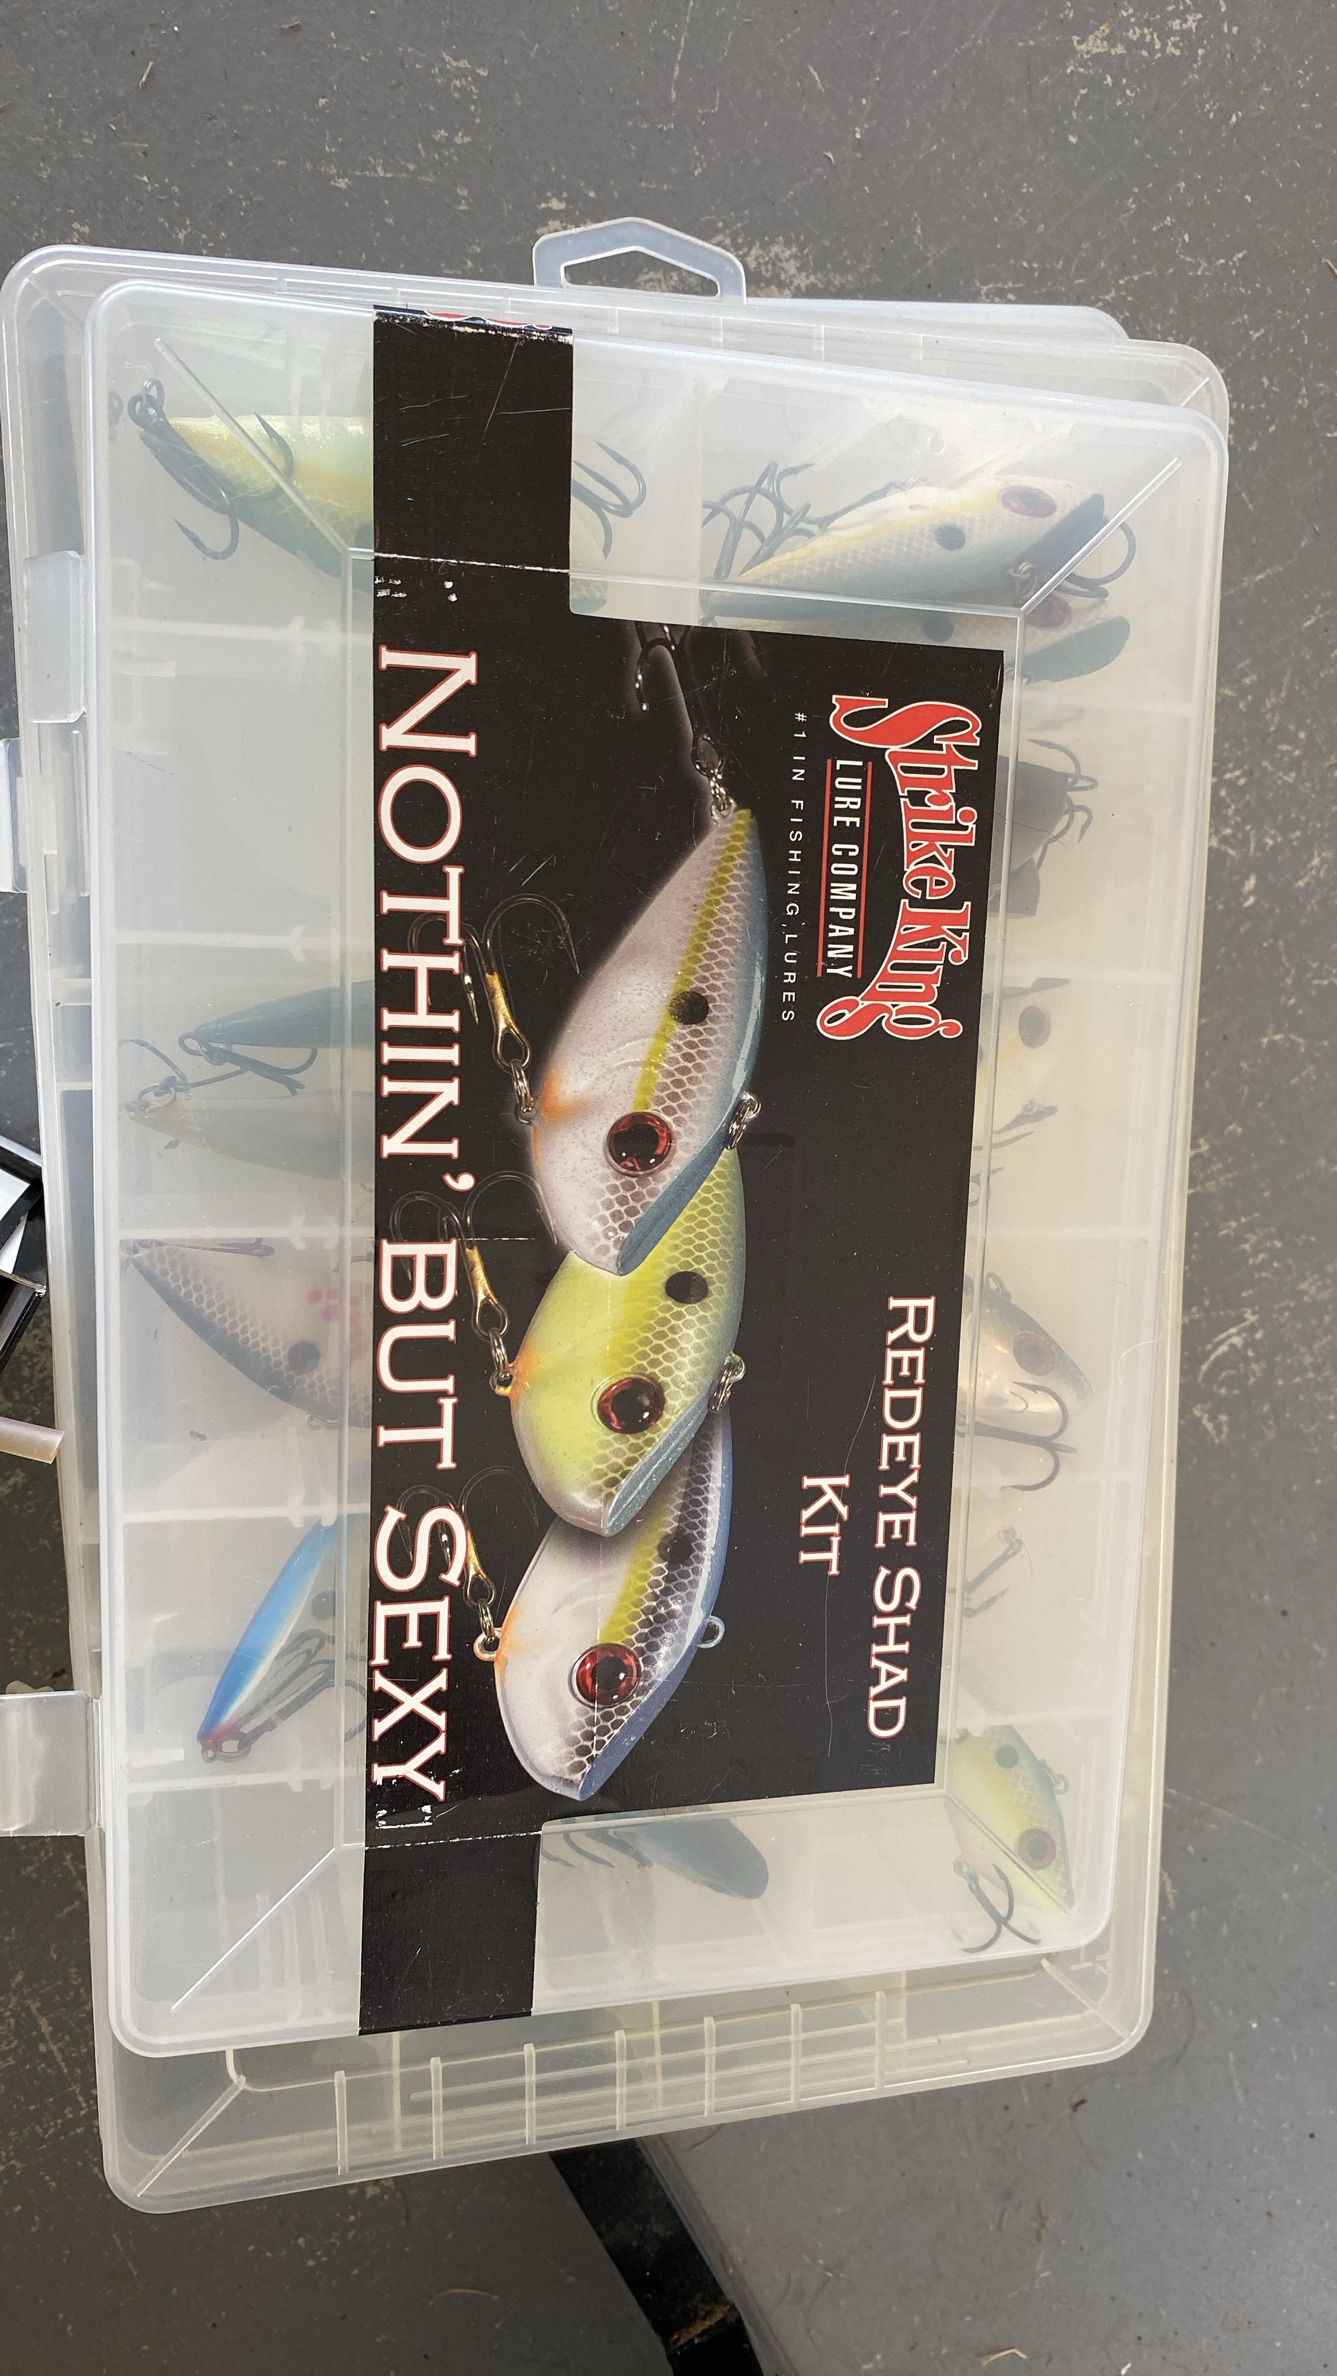 Strike King
LURE COMPANY
#1 IN FISHING LURES
REDEYE SHAD
KIT
NOTHIN' BUT SEXY